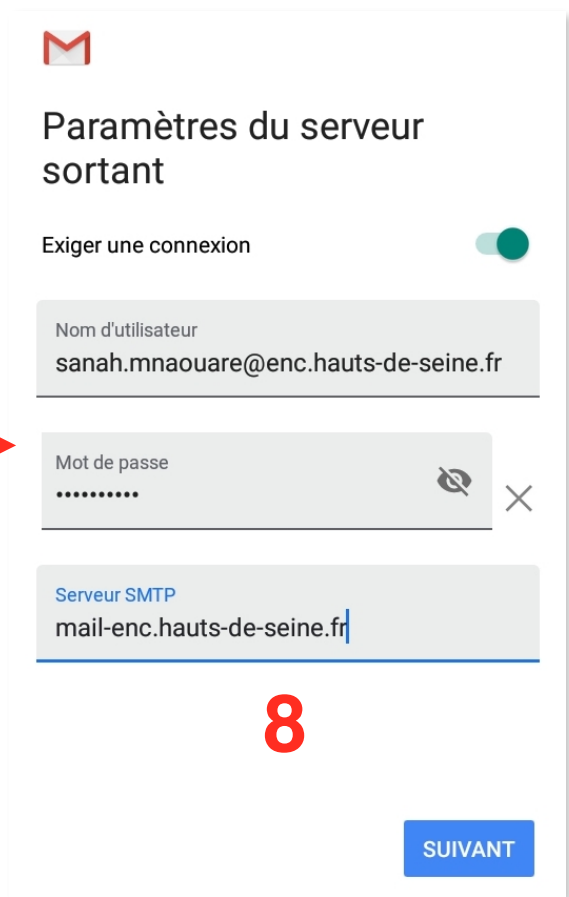 Paramètres du serveur
sortant
Exiger une connexion
Nom d'utilisateur
sanah.mnaouare@enc.hauts-de-seine.fr
Mot de passe
••••••••••
Serveur SMTP
mail-enc.hauts-de-seine.fr
8
SUIVANT